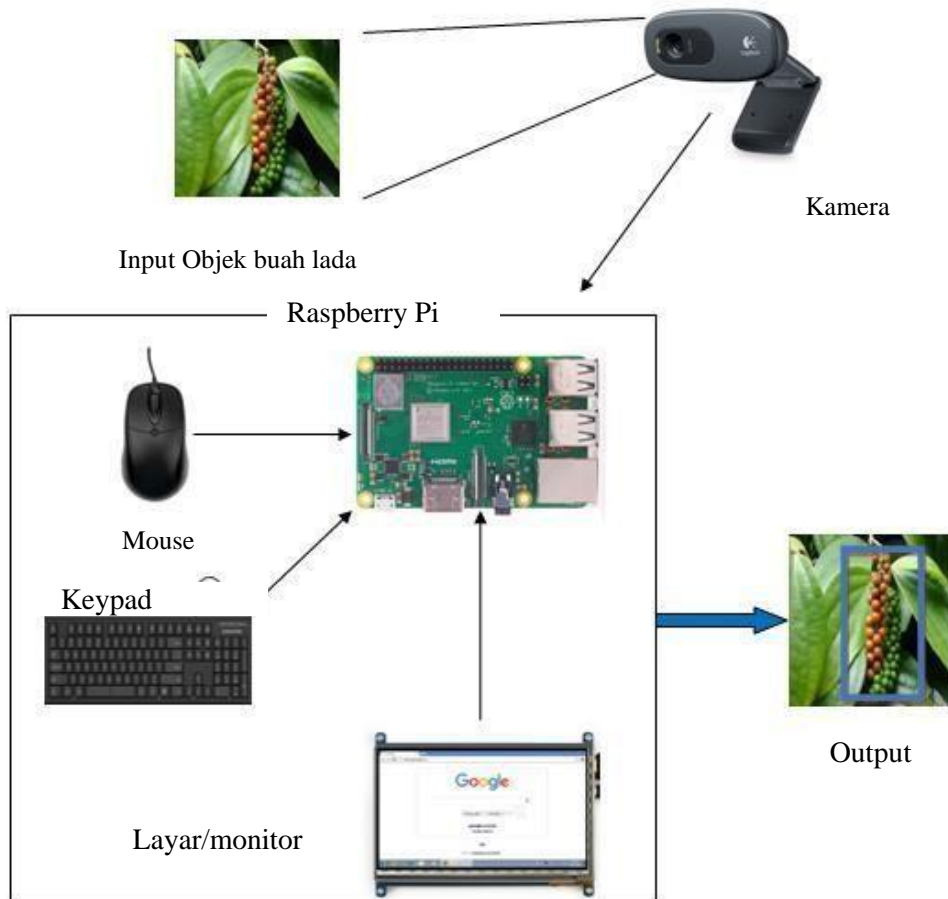 Kamera
Input Objek buah lada
Raspberry Pi
Mouse
Keypad
Google
Layar/monitor
Output